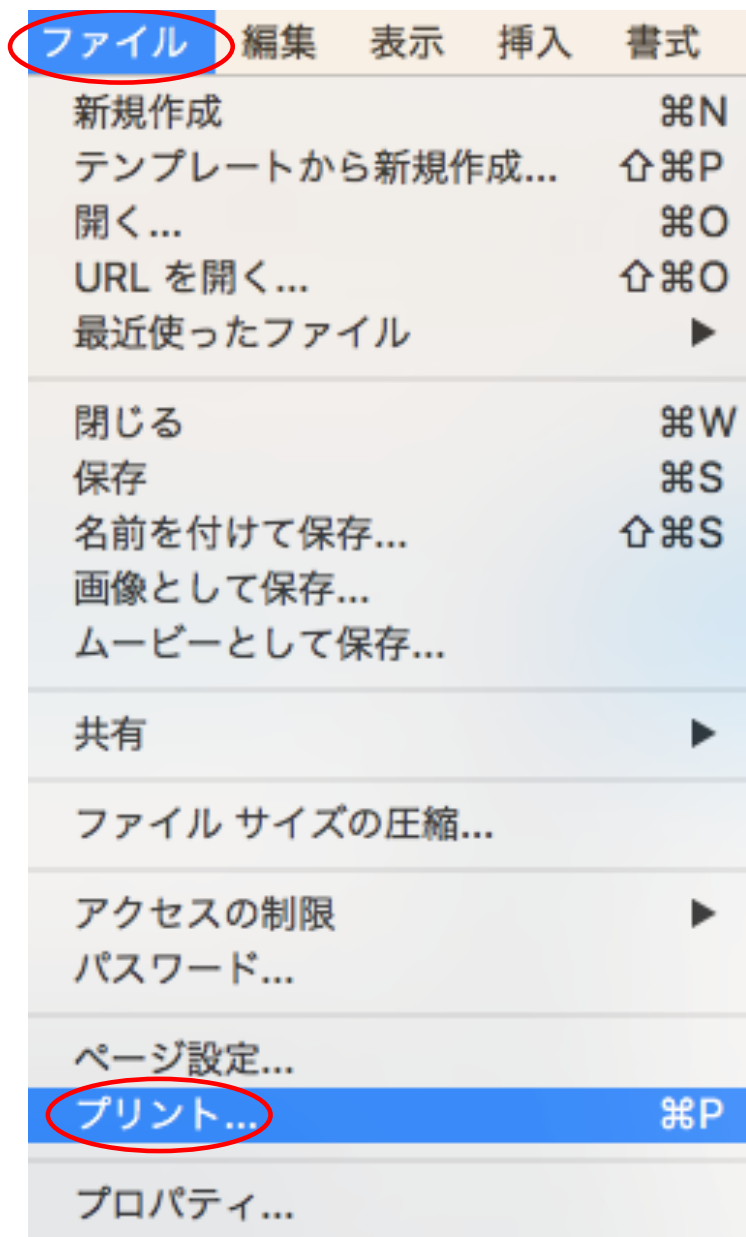 ファイル 編集 表示 挿入 書式
新規作成 ⌘N
テンプレートから新規作成... ⇧⌘P
開く... ⌘O
URL を開く... ⇧⌘O
最近使ったファイル ▶
閉じる ⌘W
保存 ⌘S
名前を付けて保存... ⇧⌘S
画像として保存...
ムービーとして保存...
共有 ▶
ファイル サイズの圧縮...
アクセスの制限 ▶
パスワード...
ページ設定...
プリント... ⌘P
プロパティ...